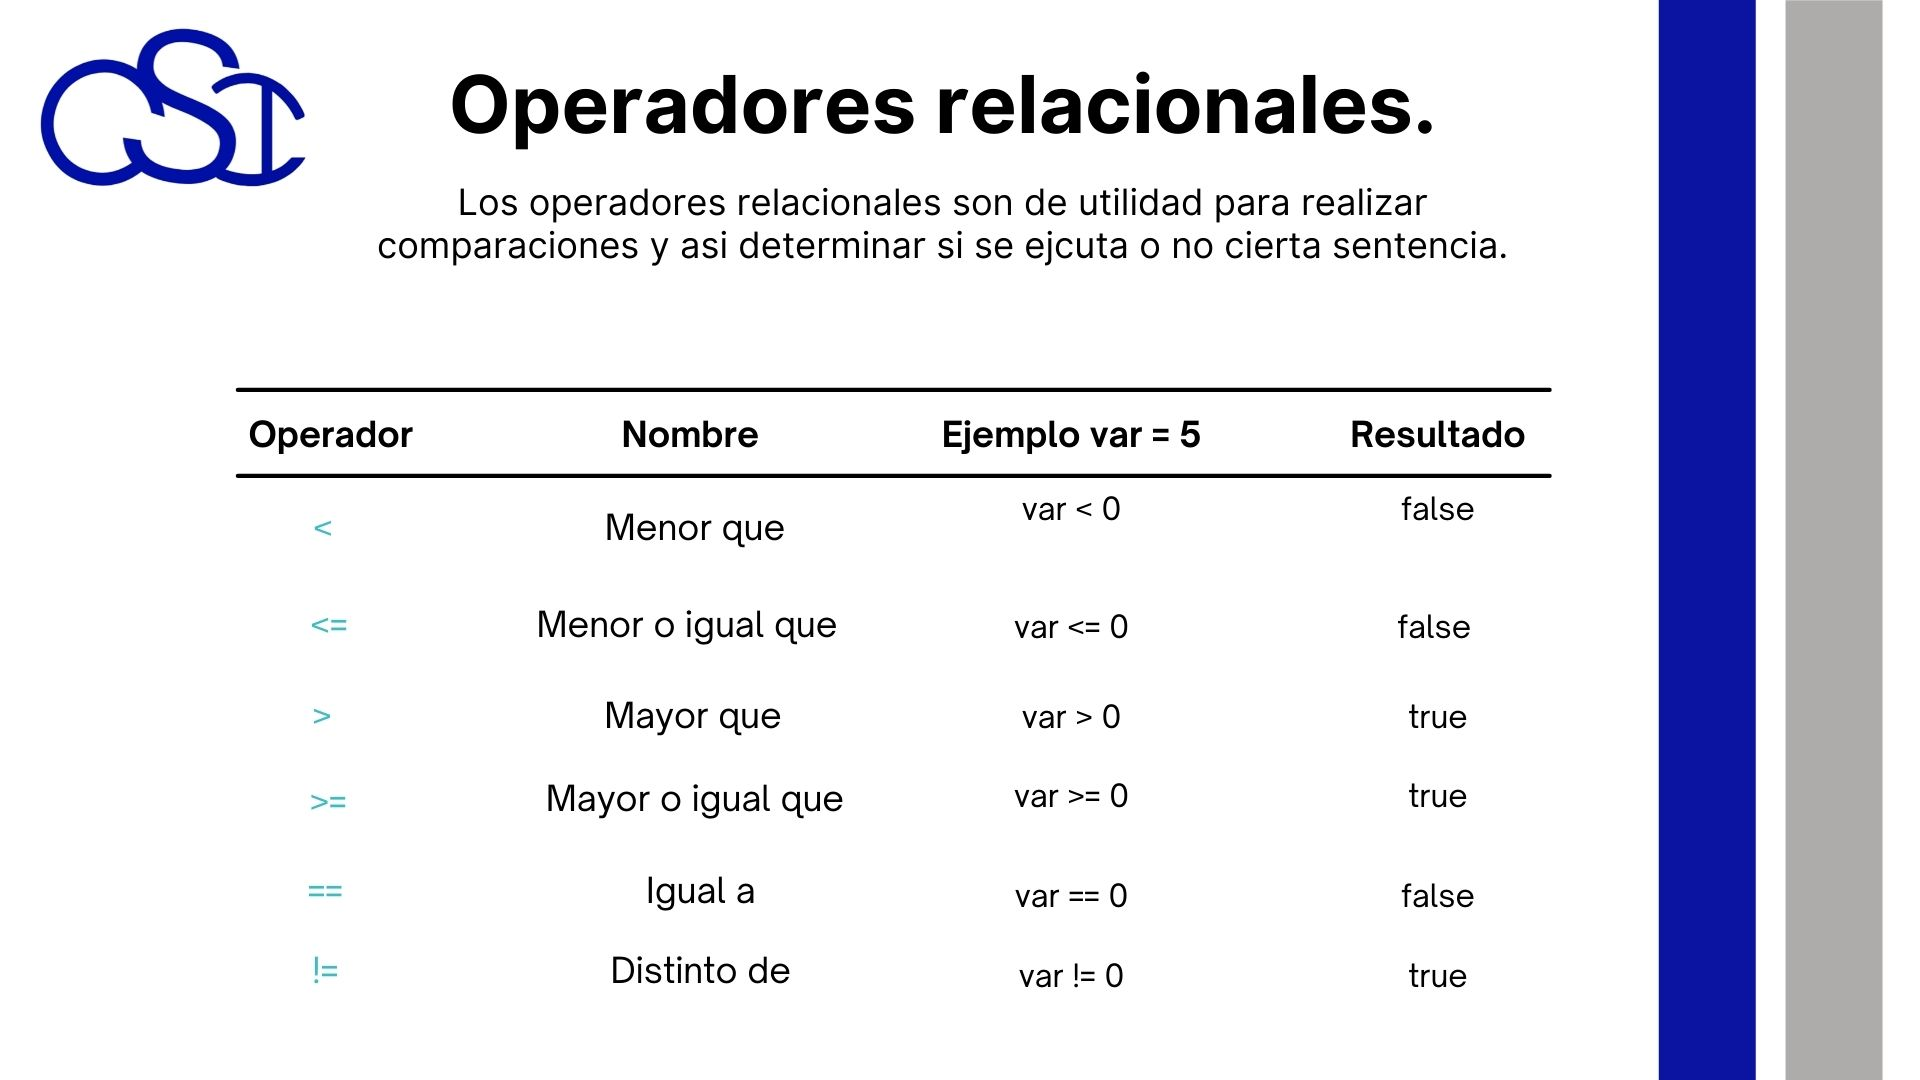 CSI
Operadores relacionales.
Los operadores relacionales son de utilidad para realizar
comparaciones y asi determinar si se ejcuta o no cierta sentencia.
Operador Nombre Ejemplo var = 5 Resultado
< Menor que var < 0 false
<= Menor o igual que var <= 0 false
> Mayor que var > 0 true
>= Mayor o igual que var >= 0 true
== Igual a var == 0 false
!= Distinto de var != 0 true